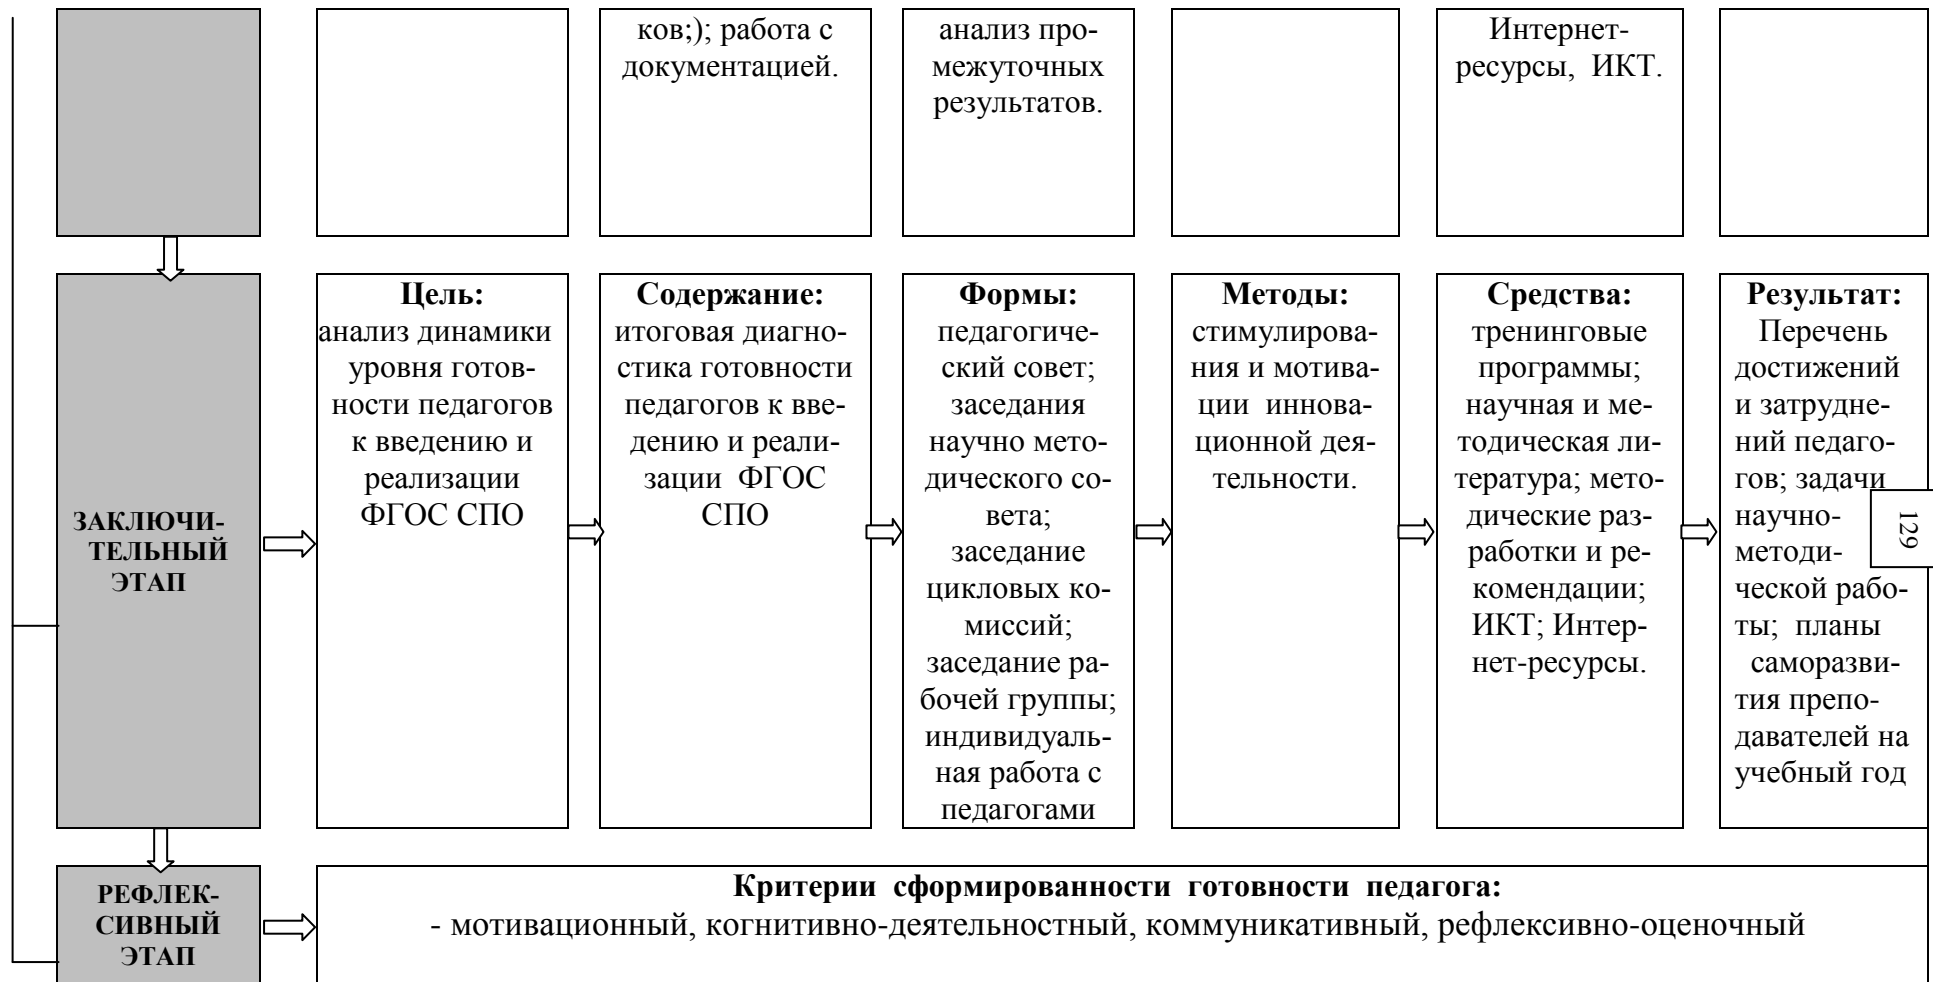 ков;); работа с
документацией.
анализ про-
межуточных
результатов.
Интернет-
ресурсы, ИКТ.
ЗАКЛЮЧИ-
ТЕЛЬНЫЙ
ЭТАП
Цель:
анализ динамики
уровня готов-
ности педагогов
к введению и
реализации
ФГОС СПО
Содержание:
итоговая диагно-
стика готовности
педагогов к вве-
дению и реали-
зации ФГОС
СПО
Формы:
педагогиче-
ский совет;
заседания
научно мето-
дического со-
вета;
заседание
цикловых ко-
миссий;
заседание ра-
бочей группы;
индивидуаль-
ная работа с
педагогами
Методы:
стимулирова-
ния и мотива-
ции иннова-
ционной дея-
тельности.
Средства:
тренинговые
программы;
научная и ме-
тодическая ли-
тература; мето-
дические раз-
работки и ре-
комендации;
ИКТ; Интер-
нет-ресурсы.
Результат:
Перечень
достижений
и затрудне-
ний педаго-
гов; задачи
научно-
методи-
ческой рабо-
ты; планы
саморазви-
тия препо-
давателей на
учебный год
129
РЕФЛЕК-
СИВНЫЙ
ЭТАП
Критерии сформированности готовности педагога:
- мотивационный, когнитивно-деятельностный, коммуникативный, рефлексивно-оценочный